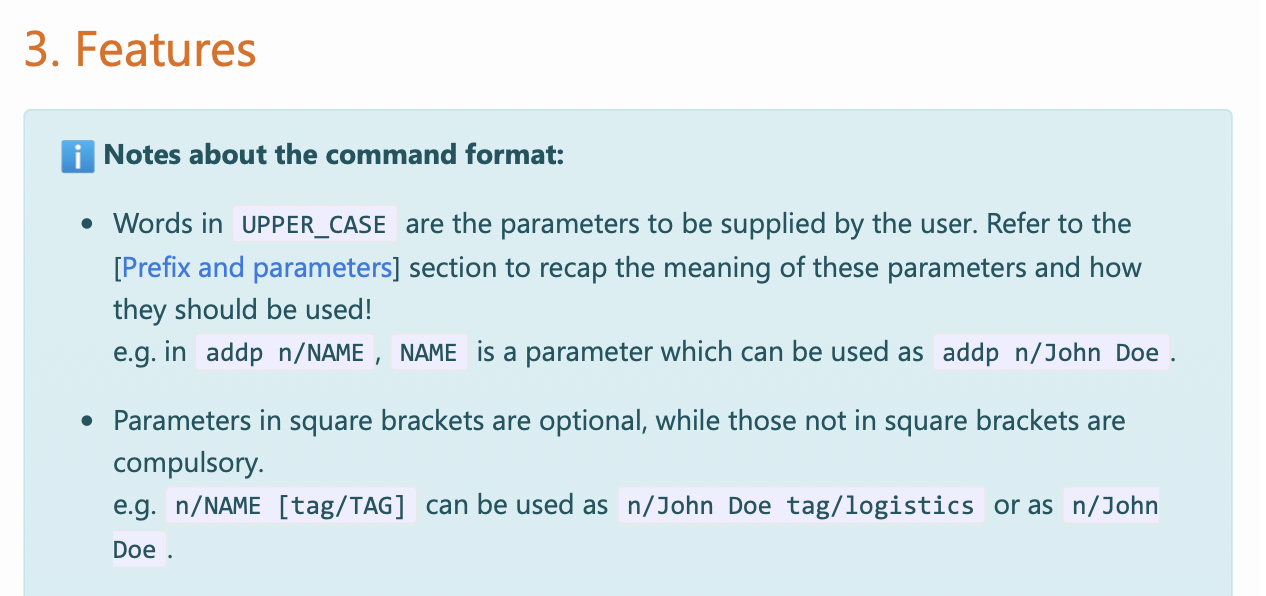 3. Features
ℹ Notes about the command format:
• Words in UPPER_CASE are the parameters to be supplied by the user. Refer to the
[Prefix and parameters] section to recap the meaning of these parameters and how
they should be used!
e.g. in addp n/NAME, NAME is a parameter which can be used as addp n/John Doe.
• Parameters in square brackets are optional, while those not in square brackets are
compulsory.
e.g. n/NAME [tag/TAG] can be used as n/John Doe tag/logistics or as n/John
Doe.